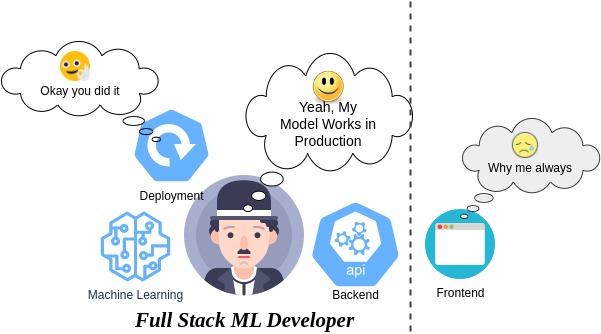 Okay you did it
Yeah, My
Model Works in
Production
Why me always
Deployment
Machine Learning
api
Backend
Frontend
Full Stack ML Developer